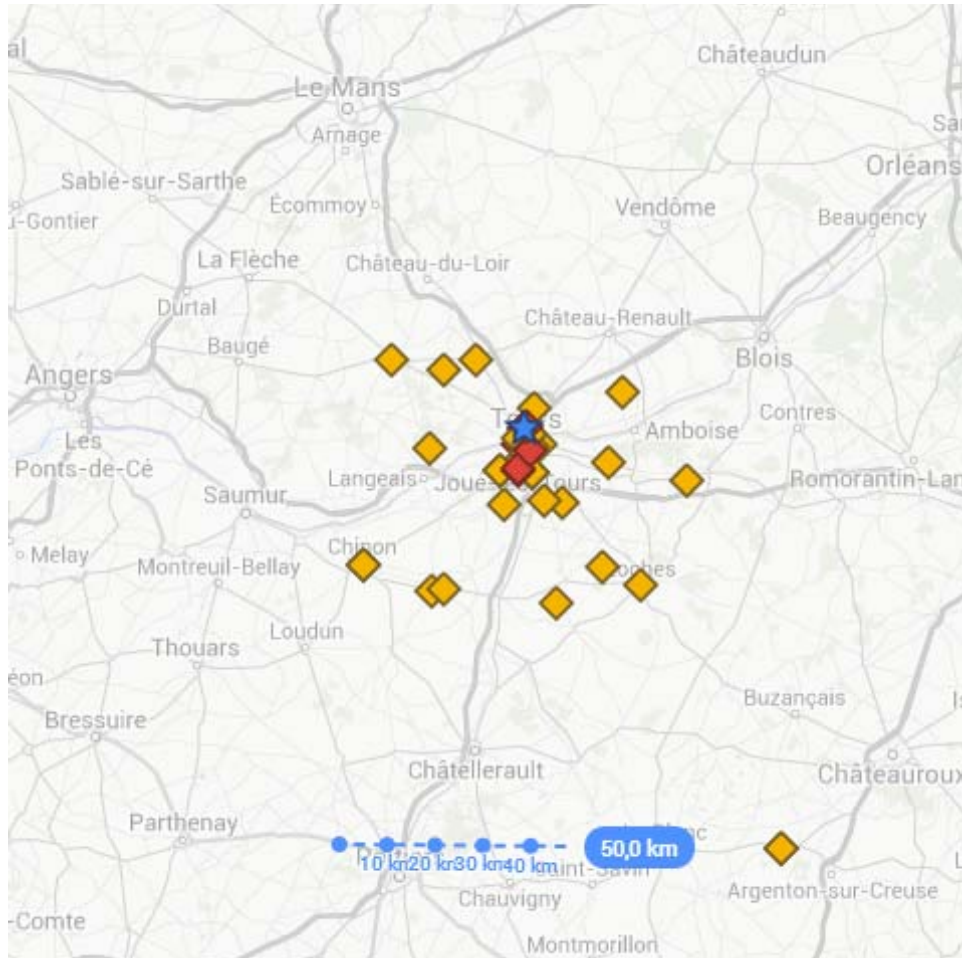 Châteaudun
al
Le Mans
Arnage
Sa
Orléans
Sablé-sur-Sarthe
Écommoy
Vendôme
Beaugency
u-Gontier
La Flèche
Château-du-Loir
Durtal
Château-Renault
Baugé
Blois
Angers
Contres
Les
Ponts-de-Cé
Amboise
Langeais
Romorantin-Lan
Saumur
Chinon
Melay
Montreuil-Bellay
Loudun
Thouars
éon
Buzançais
Bressuire
Châtellerault
Châteauroux
Parthenay
50,0 km
10 km
20 km
30 km
40 km
Argenton-sur-Creuse
Chauvigny
-Comte
Montmorillon